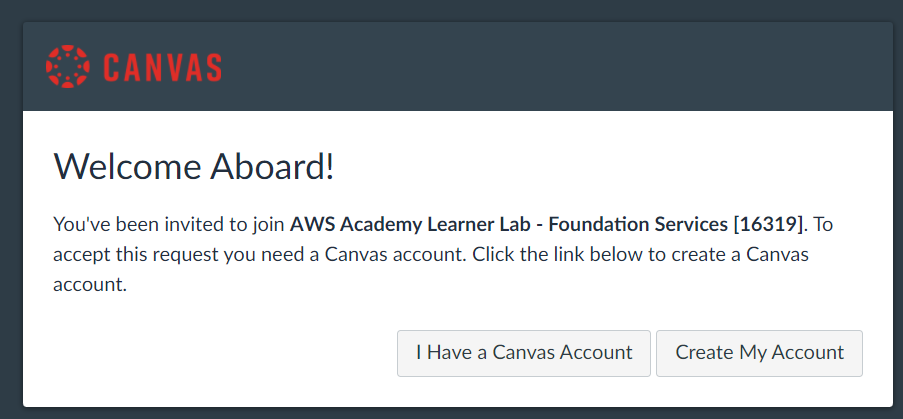 CANVAS
Welcome Aboard!
You've been invited to join AWS Academy Learner Lab - Foundation Services [16319]. To
accept this request you need a Canvas account. Click the link below to create a Canvas
account.
I Have a Canvas Account
Create My Account